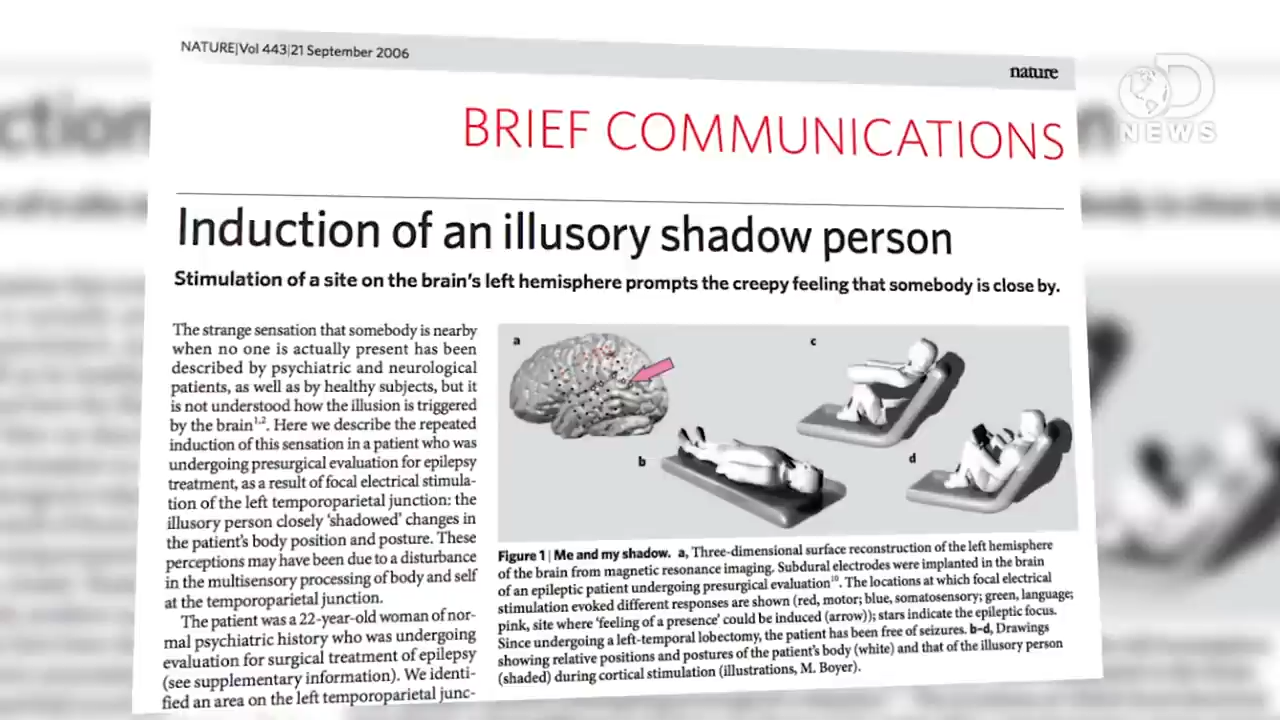 NATURE|Vol 443|21 September 2006
nature
NEWS
BRIEF COMMUNICATIONS
Induction of an illusory shadow person
Stimulation of a site on the brain's left hemisphere prompts the creepy feeling that somebody is close by.
The strange sensation that somebody is nearby
when no one is actually present has been
described by psychiatric and neurological
patients, as well as by healthy subjects, but it
is not understood how the illusion is triggered
by the brain1,2. Here we describe the repeated
induction of this sensation in a patient who was
undergoing presurgical evaluation for epilepsy
treatment, as a result of focal electrical stimula-
tion of the left temporoparietal junction: the
illusory person closely 'shadowed' changes in
the patient's body position and posture. These
perceptions may have been due to a disturbance
in the multisensory processing of body and self
at the temporoparietal junction.
The patient was a 22-year-old woman of nor-
mal psychiatric history who was undergoing
evaluation for surgical treatment of epilepsy
(see supplementary information). We identi-
fied an area on the left temporoparietal junc-
a
c
b
d
Figure 1 | Me and my shadow. a, Three-dimensional surface reconstruction of the left hemisphere
of the brain from magnetic resonance imaging. Subdural electrodes were implanted in the brain
of an epileptic patient undergoing presurgical evaluation10. The locations at which focal electrical
stimulation evoked different responses are shown (red, motor; blue, somatosensory; green, language;
pink, site where 'feeling of a presence' could be induced (arrow)); stars indicate the epileptic focus.
Since undergoing a left-temporal lobectomy, the patient has been free of seizures. b-d, Drawings
showing relative positions and postures of the patient's body (white) and that of the illusory person
(shaded) during cortical stimulation (illustrations, M. Boyer).